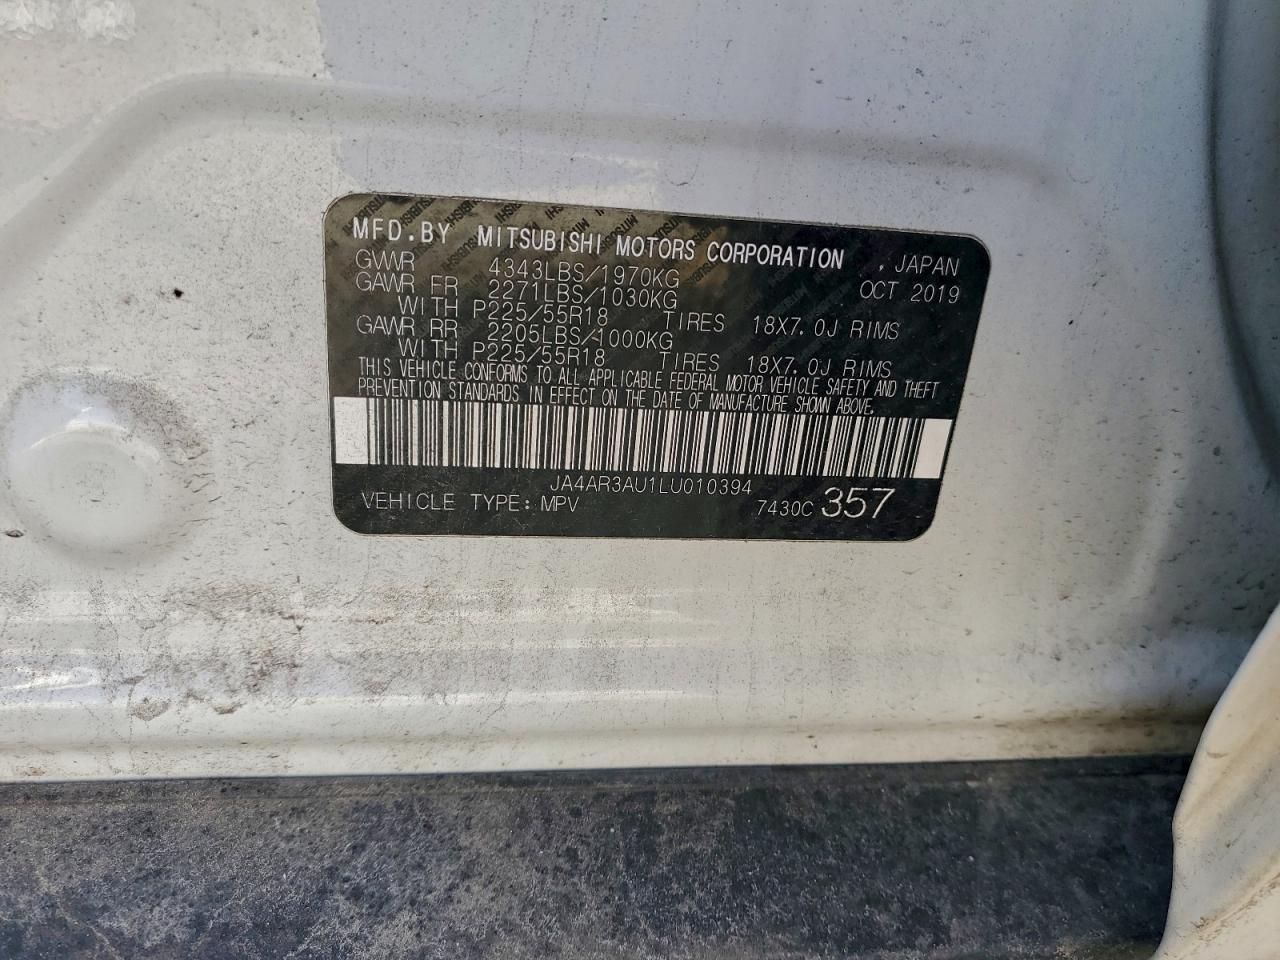 MFD.BY MITSUBISHI MOTORS CORPORATION , JAPAN
GVWR 4343LBS/1970KG OCT 2019
GAWR FR 2271LBS/1030KG
WITH P225/55R18 TIRES 18X7.0J RIMS
GAWR RR 2205LBS/1000KG
WITH P225/55R18 TIRES 18X7.0J RIMS
THIS VEHICLE CONFORMS TO ALL APPLICABLE FEDERAL MOTOR VEHICLE SAFETY AND THEFT
PREVENTION STANDARDS IN EFFECT ON THE DATE OF MANUFACTURE SHOWN ABOVE.
JA4AR3AU1LU010394
VEHICLE TYPE: MPV 7430C 357